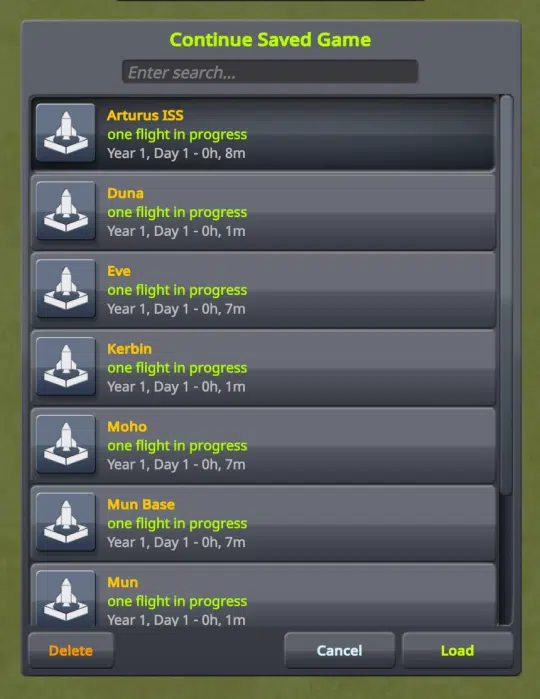 Continue Saved Game
Enter search...
Arturus ISS
one flight in progress
Year 1, Day 1 - 0h, 8m
Duna
one flight in progress
Year 1, Day 1 - 0h, 1m
Eve
one flight in progress
Year 1, Day 1 - 0h, 7m
Kerbin
one flight in progress
Year 1, Day 1 - 0h, 1m
Moho
one flight in progress
Year 1, Day 1 - 0h, 7m
Mun Base
one flight in progress
Year 1, Day 1 - 0h, 7m
Mun
one flight in progress
Year 1, Day 1 - 0h, 1m
Delete
Cancel
Load